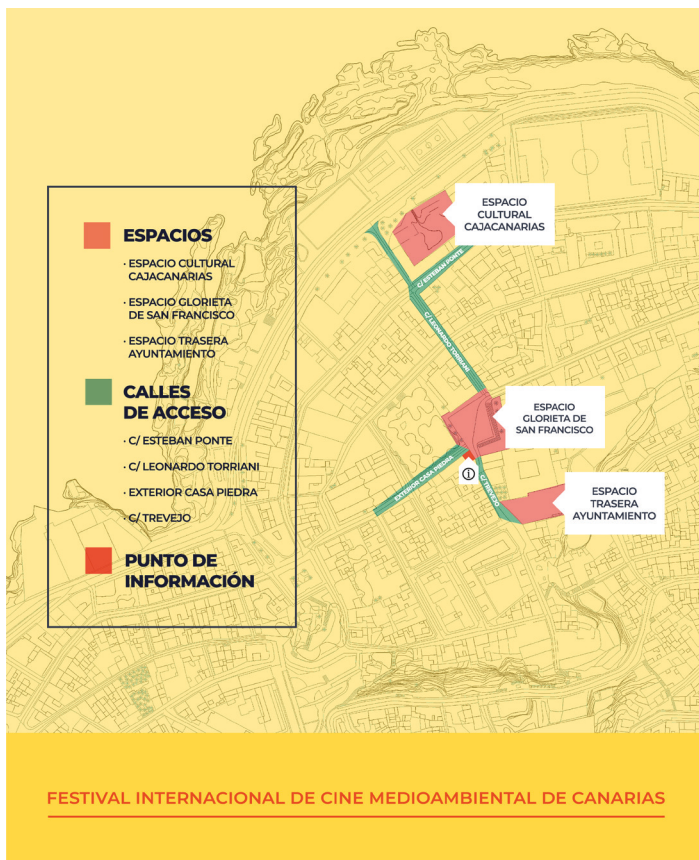 ESPACIOS
· ESPACIO CULTURAL
CAJACANARIAS
· ESPACIO GLORIETA
DE SAN FRANCISCO
· ESPACIO TRASERA
AYUNTAMIENTO
CALLES
DE ACCESO
· C/ ESTEBAN PONTE
· C/ LEONARDO TORRIANI
· EXTERIOR CASA PIEDRA
· C/ TREVEJO
PUNTO DE
INFORMACIÓN
ESPACIO
CULTURAL
CAJACANARIAS
C/ ESTEBAN PONTE
C/ LEONARDO TORRIANI
ESPACIO
GLORIETA DE
SAN FRANCISCO
EXTERIOR CASA PIEDRA
i
C/ TREVEJO
ESPACIO
TRASERA
AYUNTAMIENTO
FESTIVAL INTERNACIONAL DE CINE MEDIOAMBIENTAL DE CANARIAS